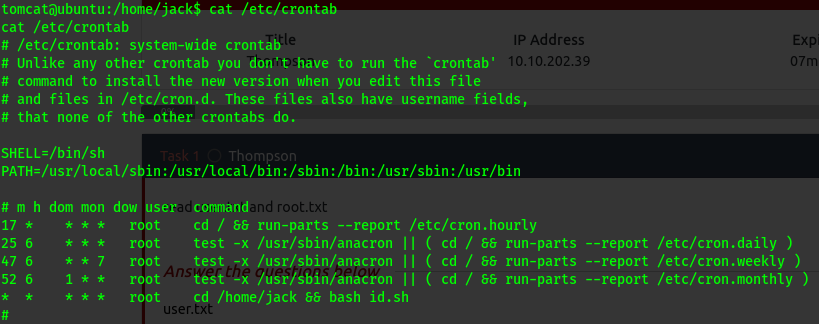 tomcat@ubuntu:/home/jack$ cat /etc/crontab
cat /etc/crontab
# /etc/crontab: system-wide crontab
Title
IP Address
Expi
# Unlike any other crontab you don't have to run the `crontab'
Thompson
10.10.202.39
07m
# command to install the new version when you edit this file
# and files in /etc/cron.d. These files also have username fields,
# that none of the other crontabs do.
SHELL=/bin/sh
Task 1
Thompson
PATH=/usr/local/sbin:/usr/local/bin:/sbin:/bin:/usr/sbin:/usr/bin
# m h dom mon dow user  command
and root.txt
17 *    * * *   root    cd / && run-parts --report /etc/cron.hourly
25 6    * * *   root    test -x /usr/sbin/anacron || ( cd / && run-parts --report /etc/cron.daily )
47 6    * * 7   root    test -x /usr/sbin/anacron || ( cd / && run-parts --report /etc/cron.weekly )
Answer the questions below
52 6    1 * *   root    test -x /usr/sbin/anacron || ( cd / && run-parts --report /etc/cron.monthly )
*  *    * * *   root    cd /home/jack && bash id.sh
user.txt
#